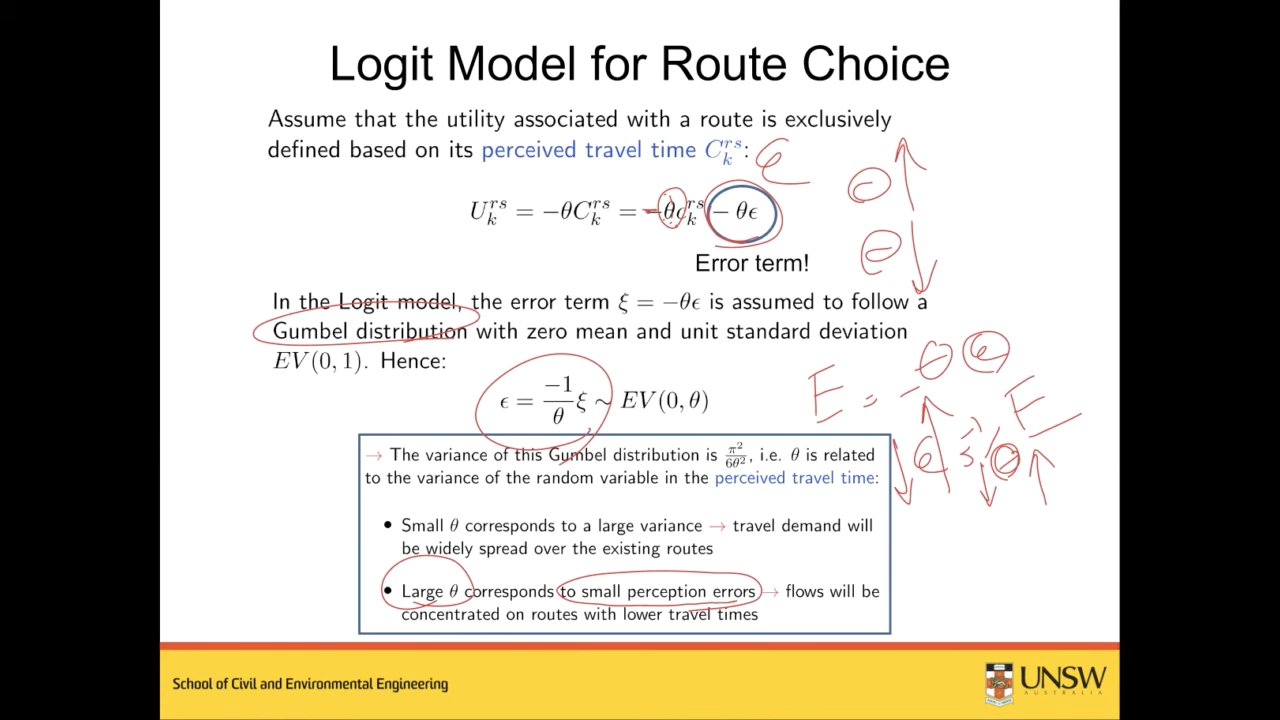 Logit Model for Route Choice
Assume that the utility associated with a route is exclusively
defined based on its perceived travel time C_k^{rs}:
U_k^{rs} = −θC_k^{rs} = −θc_k^{rs} − θϵ
Error term!
In the Logit model, the error term ξ = −θϵ is assumed to follow a
Gumbel distribution with zero mean and unit standard deviation
EV(0, 1). Hence:
ϵ = −1/θ ξ ∼ EV(0, θ)
→ The variance of this Gumbel distribution is π²/6θ², i.e. θ is related
to the variance of the random variable in the perceived travel time:
• Small θ corresponds to a large variance → travel demand will
be widely spread over the existing routes
• Large θ corresponds to small perception errors → flows will be
concentrated on routes with lower travel times
School of Civil and Environmental Engineering
UNSW
AUSTRALIA